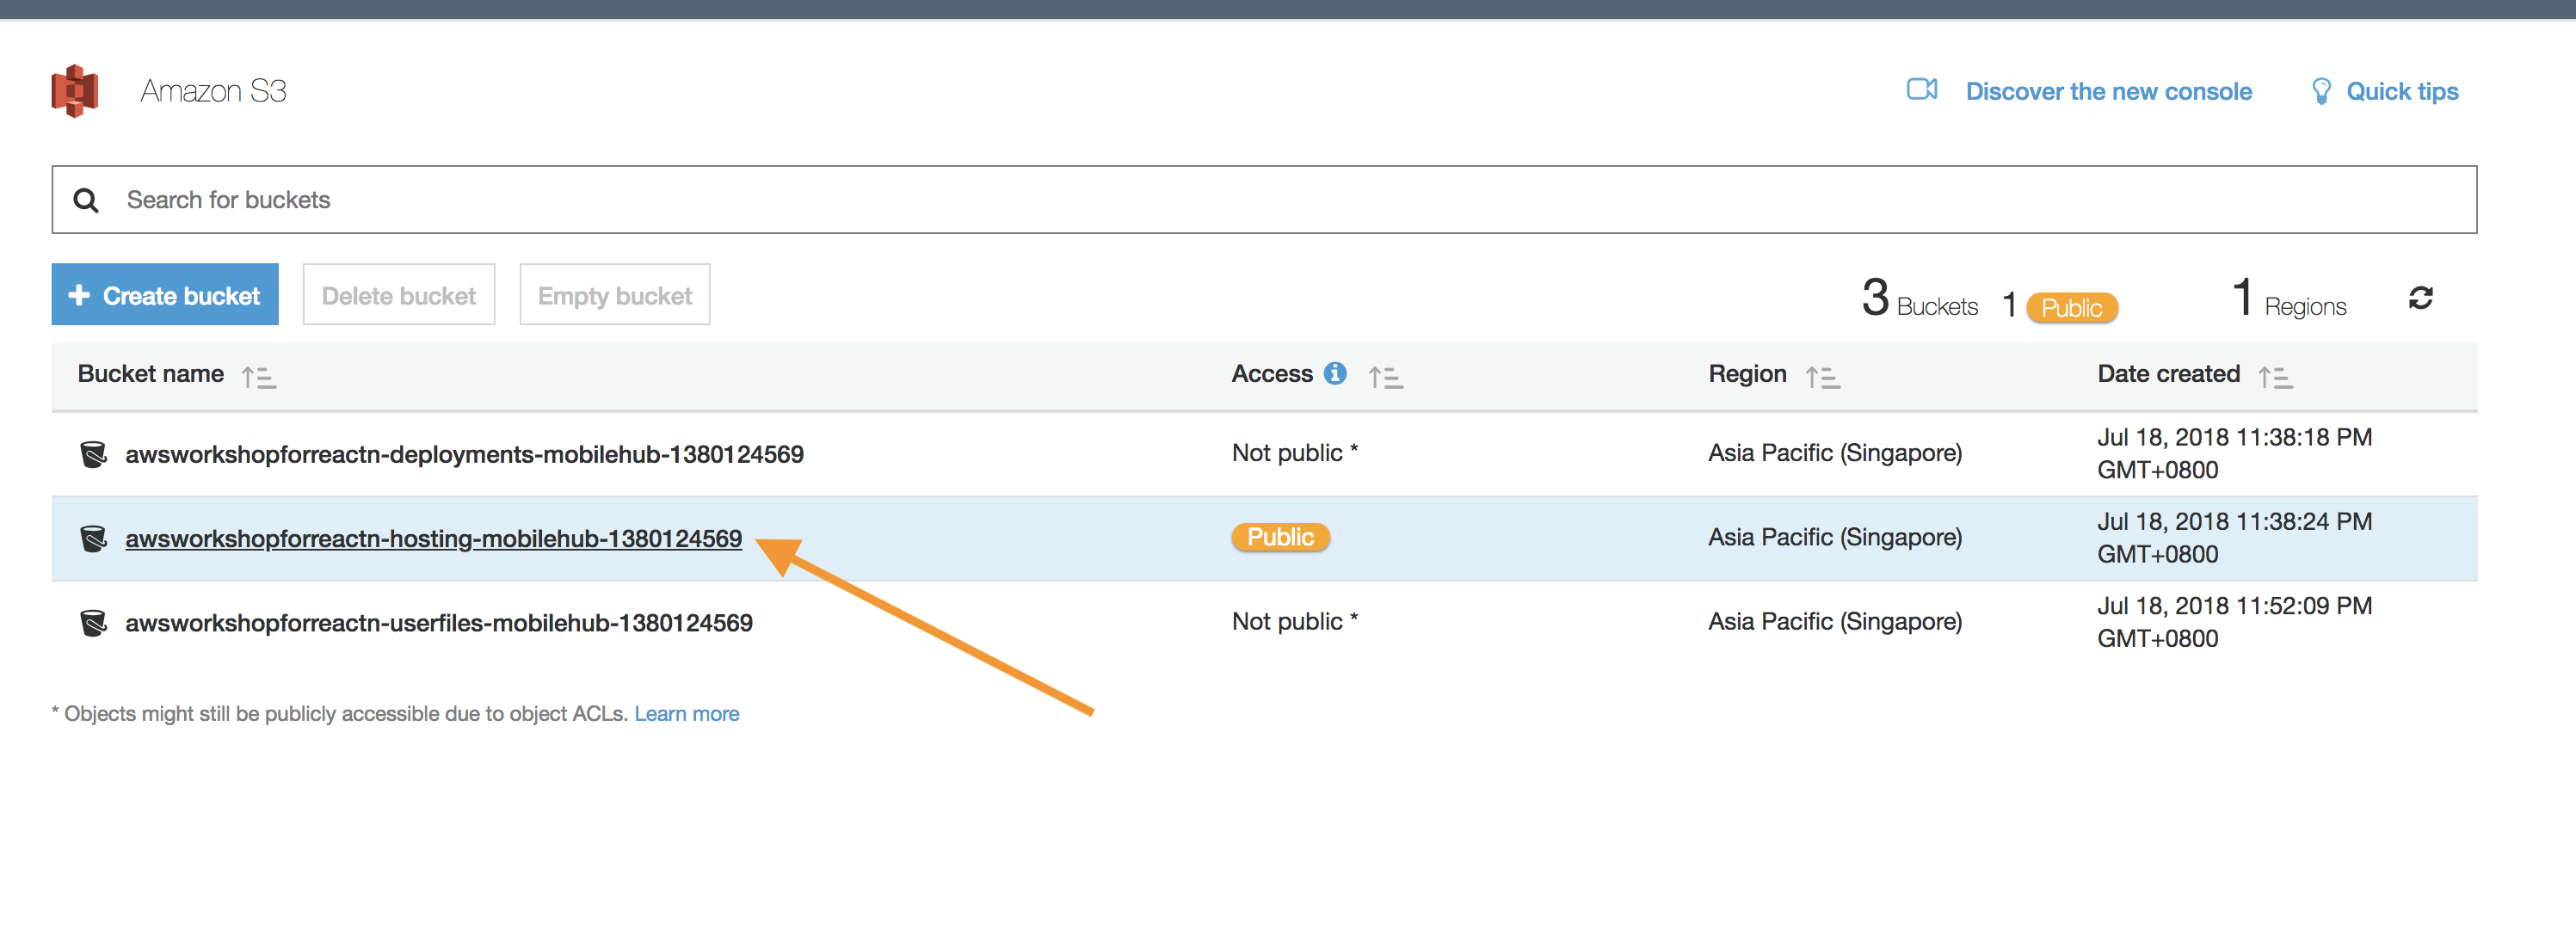 Amazon S3
Discover the new console
Quick tips
Search for buckets
Create bucket
Delete bucket
Empty bucket
3 Buckets
1 Public
1 Regions
Bucket name
Access
Region
Date created
awsworkshopforreactn-deployments-mobilehub-1380124569
Not public *
Asia Pacific (Singapore)
Jul 18, 2018 11:38:18 PM
GMT+0800
awsworkshopforreactn-hosting-mobilehub-1380124569
Public
Asia Pacific (Singapore)
Jul 18, 2018 11:38:24 PM
GMT+0800
awsworkshopforreactn-userfiles-mobilehub-1380124569
Not public *
Asia Pacific (Singapore)
Jul 18, 2018 11:52:09 PM
GMT+0800
* Objects might still be publicly accessible due to object ACLs. Learn more